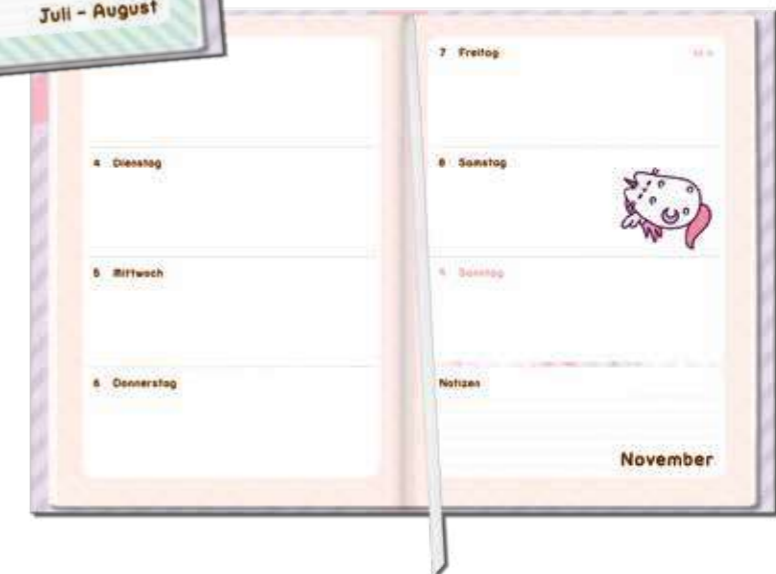 Juli - August
4 Dienstag
5 Mittwoch
6 Donnerstag
7 Freitag
8 Samstag
9 Sonntag
Notizen
November